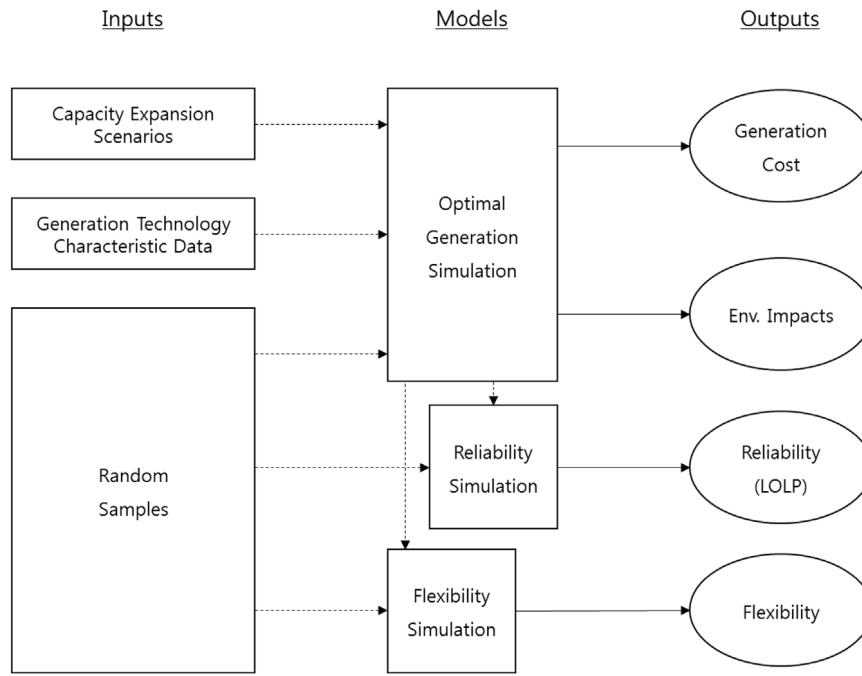 Inputs
Models
Outputs
Capacity Expansion
Scenarios
Generation Technology
Characteristic Data
Random
Samples
Optimal
Generation
Simulation
Reliability
Simulation
Flexibility
Simulation
Generation
Cost
Env. Impacts
Reliability
(LOLP)
Flexibility